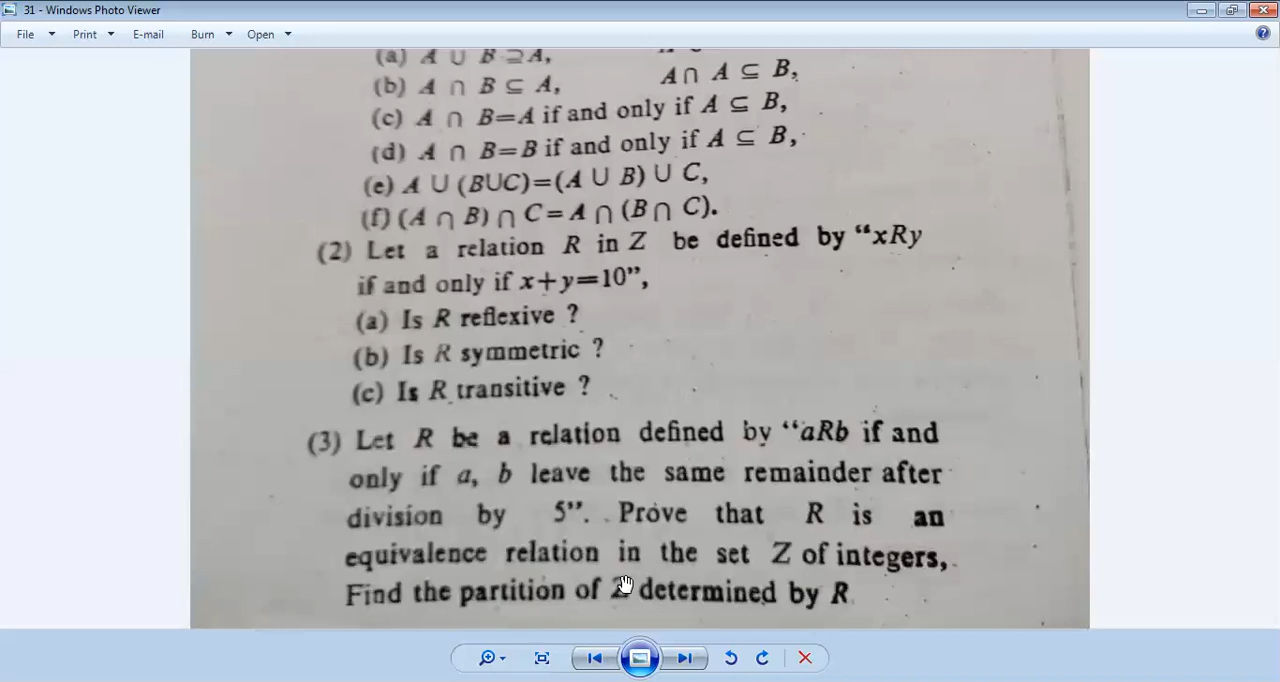 31 - Windows Photo Viewer
File Print E-mail Burn Open
(a) A ∪ B ⊇ A,
(b) A ∩ B ⊆ A, A ∩ A ⊆ B,
(c) A ∩ B=A if and only if A ⊆ B,
(d) A ∩ B=B if and only if A ⊆ B,
(e) A ∪ (B∪C)=(A ∪ B) ∪ C,
(f) (A ∩ B) ∩ C=A ∩ (B ∩ C).
(2) Let a relation R in Z be defined by “xRy
if and only if x+y=10”,
(a) Is R reflexive ?
(b) Is R symmetric ?
(c) Is R transitive ?
(3) Let R be a relation defined by “aRb if and
only if a, b leave the same remainder after
division by 5”. Prove that R is an
equivalence relation in the set Z of integers,
Find the partition of Z determined by R